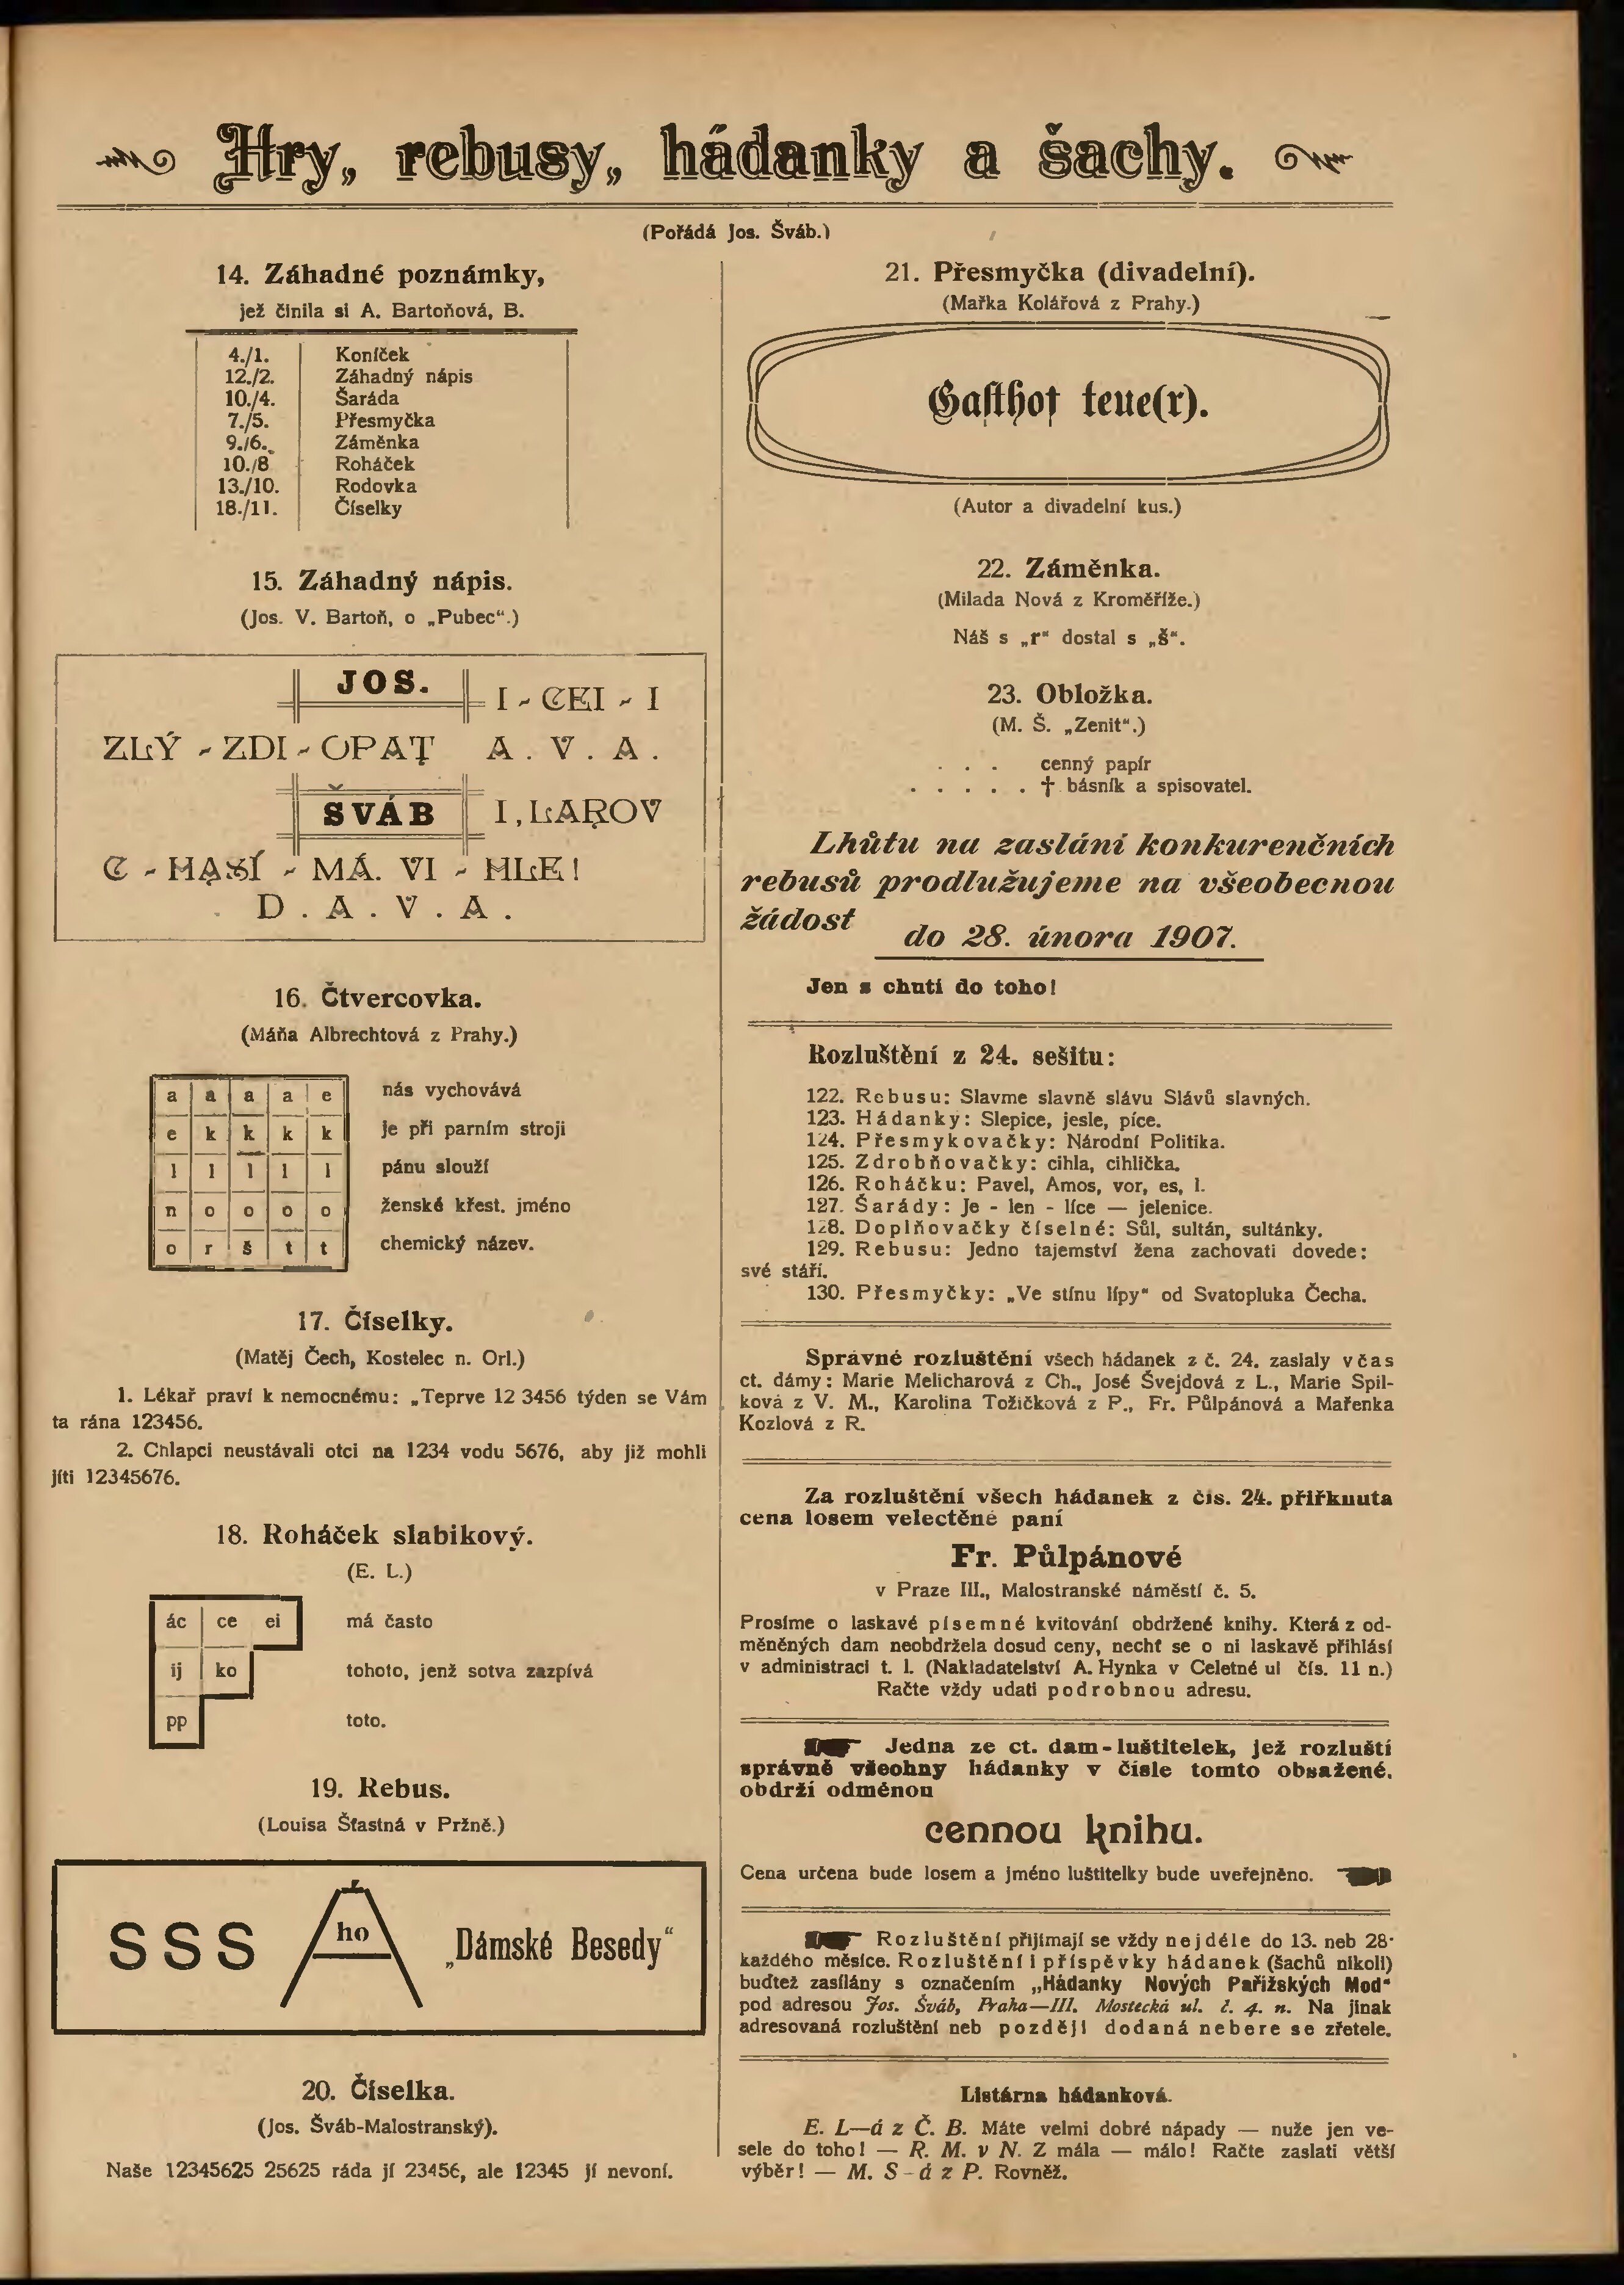 Hry, rebusy, hádanky a šachy.
(Pořádá Jos. Šváb.)
14. Záhadné poznámky,
jež činila si A. Bartoňová, B.
4./1. Koníček
12./2. Záhadný nápis
10./4. Šaráda
7./5. Přesmyčka
9./6. Záměnka
10./8 Roháček
13./10. Rodovka
18./11. Číselky
15. Záhadný nápis.
(Jos. V. Bartoň, o „Pubec“.)
JOS. I - CEI - I
ZLÝ - ZDI - OPAT A . V . A .
ŠVÁB I, LAROV
C - HASÍ - MÁ. VI - HLE!
D . A . V . A .
16. Čtvercovka.
(Máňa Albrechtová z Prahy.)
a a a a e nás vychovává
e k k k k je při parním stroji
l l l l l pánu slouží
n o o o o ženské křest. jméno
o r š t t chemický název.
17. Číselky.
(Matěj Čech, Kostelec n. Orl.)
1. Lékař praví k nemocnému: „Teprve 12 3456 týden se Vám
ta rána 123456.
2. Chlapci neustávali otci na 1234 vodu 5676, aby již mohli
jíti 12345676.
18. Roháček slabikový.
(E. L.)
ác ce ei má často
ij ko tohoto, jenž sotva zazpívá
pp toto.
19. Rebus.
(Louisa Šťastná v Pržně.)
SSS Á ho „Dámské Besedy“
20. Číselka.
(Jos. Šváb-Malostranský).
Naše 12345625 25625 ráda jí 23456, ale 12345 jí nevoní.
21. Přesmyčka (divadelní).
(Mařka Kolářová z Prahy.)
Gasthof teue(r).
(Autor a divadelní kus.)
22. Záměnka.
(Milada Nová z Kroměříže.)
Náš s „r“ dostal s „š“.
23. Obložka.
(M. Š. „Zenit“.)
. . . cenný papír
. . . . . † básník a spisovatel.
Lhůtu na zaslání konkurenčních
rebusů prodlužujeme na všeobecnou
žádost do 28. února 1907.
Jen s chutí do toho!
Rozluštění z 24. sešitu:
122. Rebusu: Slavme slavně slávu Slávů slavných.
123. Hádanky: Slepice, jesle, píce.
124. Přesmykovačky: Národní Politika.
125. Zdrobňovačky: cihla, cihlička.
126. Roháčku: Pavel, Amos, vor, es, l.
127. Šarády: Je - len - líce — jelenice.
128. Doplňovačky číselné: Sůl, sultán, sultánky.
129. Rebusu: Jedno tajemství žena zachovati dovede:
své stáří.
130. Přesmyčky: „Ve stínu lípy“ od Svatopluka Čecha.
Správné rozluštění všech hádanek z č. 24. zaslaly včas
ct. dámy: Marie Melicharová z Ch., José Švejdová z L., Marie Spil-
ková z V. M., Karolina Tožičková z P., Fr. Půlpánová a Mařenka
Kozlová z R.
Za rozluštění všech hádanek z čís. 24. přiřknuta
cena losem velectěné paní
Fr. Půlpánové
v Praze III., Malostranské náměstí č. 5.
Prosíme o laskavé písemné kvitování obdržené knihy. Která z od-
měněných dam neobdržela dosud ceny, nechť se o ni laskavě přihlásí
v administraci t. l. (Nakladatelství A. Hynka v Celetné ul čís. 11 n.)
Račte vždy udati podrobnou adresu.
Jedna ze ct. dam-luštitelek, jež rozluští
správně všechny hádanky v čísle tomto obsažené,
obdrží odměnou
cennou knihu.
Cena určena bude losem a jméno luštitelky bude uveřejněno.
Rozluštění přijímají se vždy nejdéle do 13. neb 28.
každého měsíce. Rozluštění i příspěvky hádanek (šachů nikoli)
buďtež zasílány s označením „Hádanky Nových Pařížských Mod“
pod adresou Jos. Šváb, Praha—III. Mostecká ul. č. 4. n. Na jinak
adresovaná rozluštění neb později dodaná nebere se zřetele.
Listárna hádanková.
E. L—á z Č. B. Máte velmi dobré nápady — nuže jen ve-
sele do toho! — R. M. v N. Z mála — málo! Račte zaslati větší
výběr! — M. S-á z P. Rovněž.